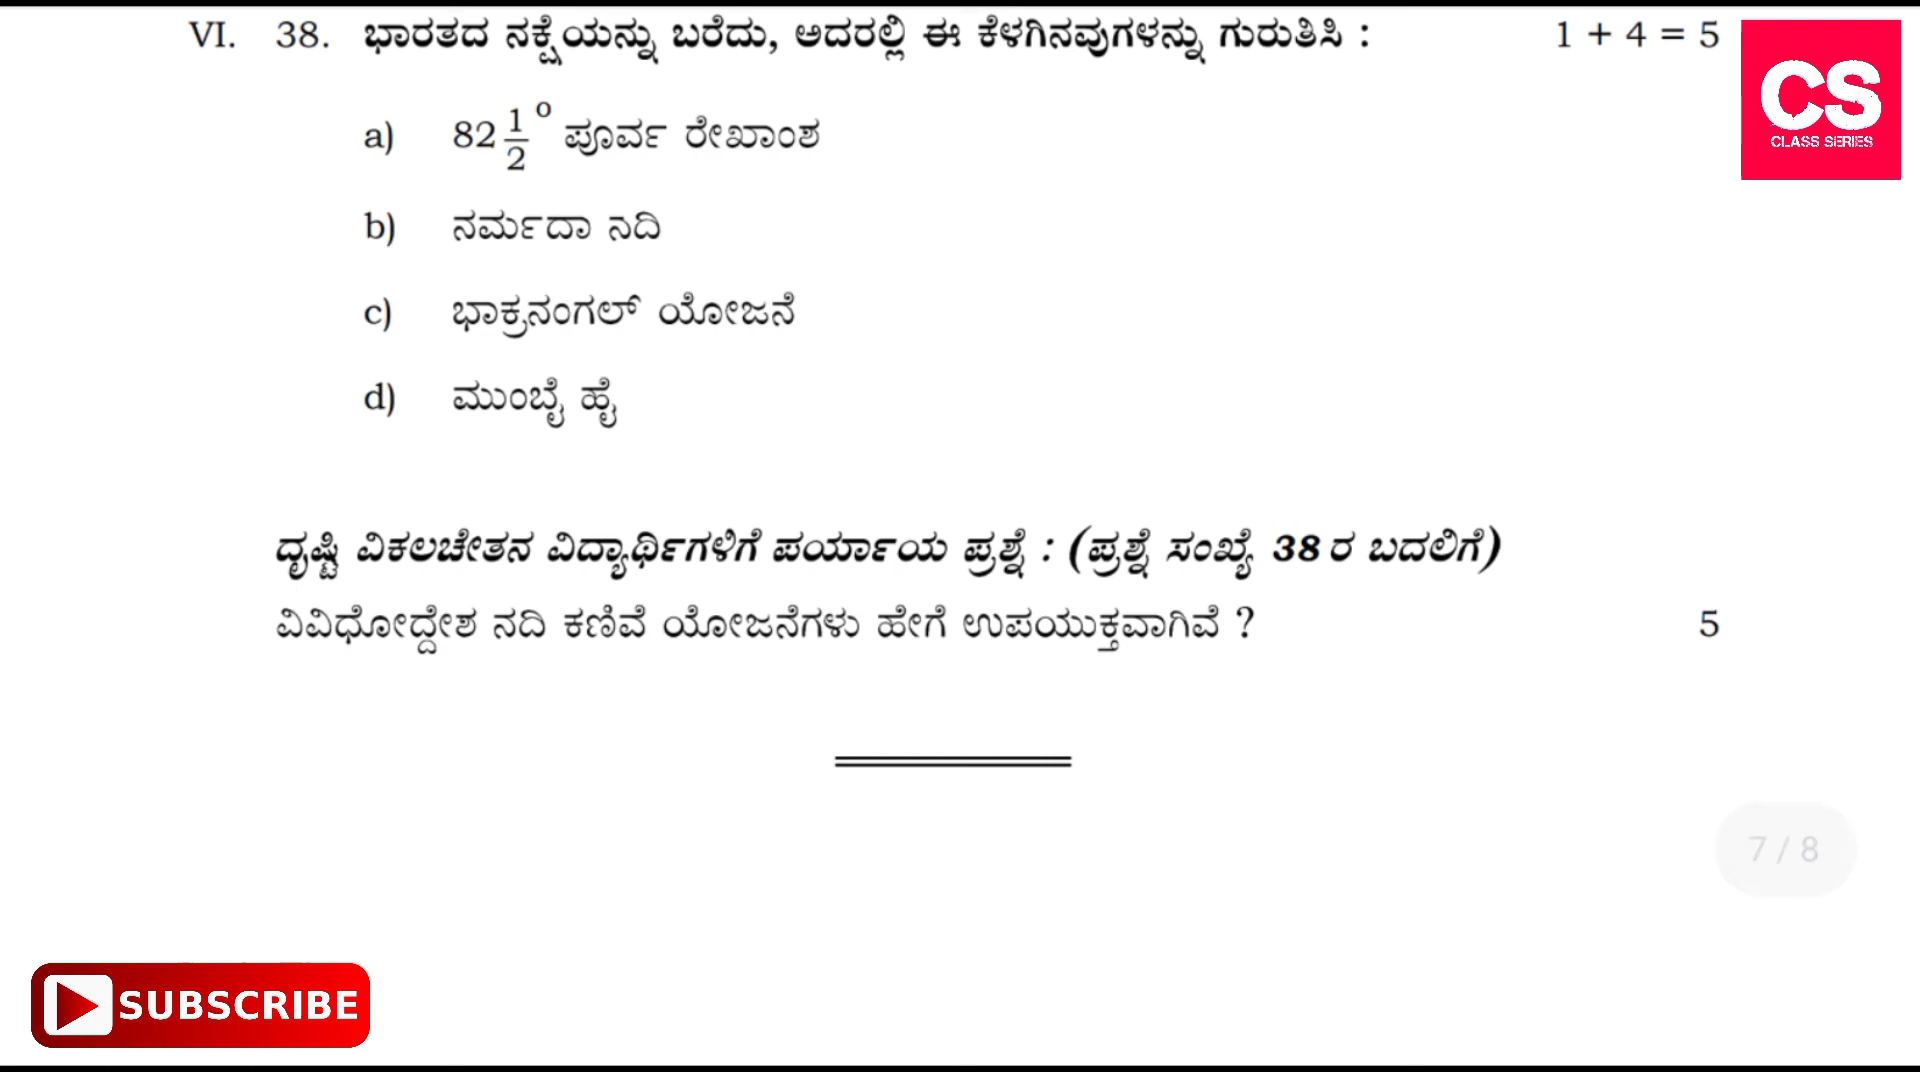 VI. 38. ಭಾರತದ ನಕ್ಷೆಯನ್ನು ಬರೆದು, ಅದರಲ್ಲಿ ಈ ಕೆಳಗಿನವುಗಳನ್ನು ಗುರುತಿಸಿ : 1 + 4 = 5
CS
CLASS SERIES
a) 82 1/2 ° ಪೂರ್ವ ರೇಖಾಂಶ
b) ನರ್ಮದಾ ನದಿ
c) ಭಾಕ್ರನಂಗಲ್ ಯೋಜನೆ
d) ಮುಂಬೈ ಹೈ
ದೃಷ್ಟಿ ವಿಕಲಚೇತನ ವಿದ್ಯಾರ್ಥಿಗಳಿಗೆ ಪರ್ಯಾಯ ಪ್ರಶ್ನೆ : (ಪ್ರಶ್ನೆ ಸಂಖ್ಯೆ 38 ರ ಬದಲಿಗೆ)
ವಿವಿಧೋದ್ದೇಶ ನದಿ ಕಣಿವೆ ಯೋಜನೆಗಳು ಹೇಗೆ ಉಪಯುಕ್ತವಾಗಿವೆ ? 5
7 / 8
SUBSCRIBE